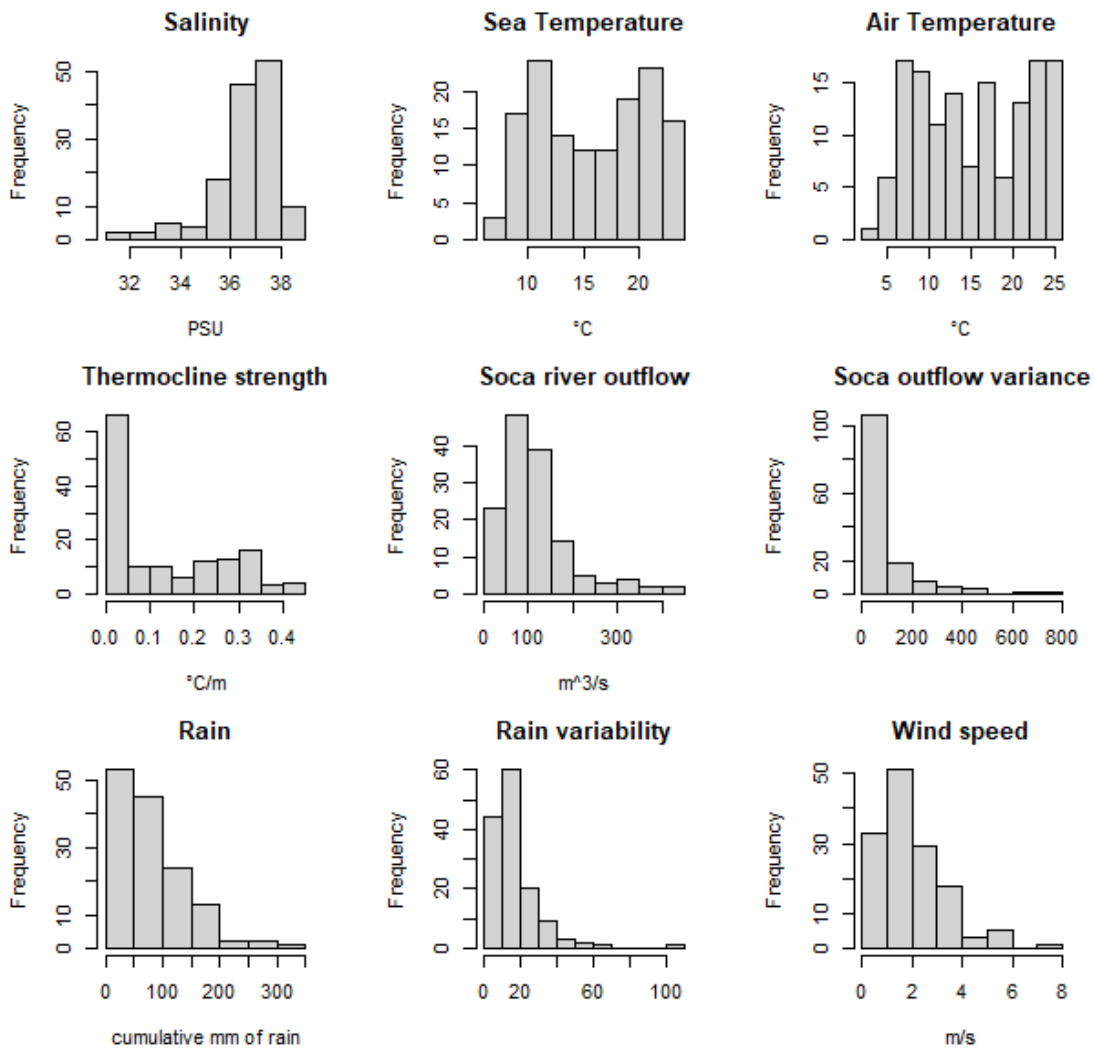 Salinity
Frequency
0 10 30 50
32 34 36 38
PSU
Sea Temperature
Frequency
0 5 10 15 20
10 15 20
°C
Air Temperature
Frequency
0 5 10 15
5 10 15 20 25
°C
Thermocline strength
Frequency
0 20 40 60
0.0 0.1 0.2 0.3 0.4
°C/m
Soca river outflow
Frequency
0 10 20 30 40
0 100 300
m^3/s
Soca outflow variance
Frequency
0 20 60 100
0 200 400 600 800
Rain
Frequency
0 10 30 50
0 100 200 300
cumulative mm of rain
Rain variability
Frequency
0 20 40 60
0 20 60 100
Wind speed
Frequency
0 10 30 50
0 2 4 6 8
m/s